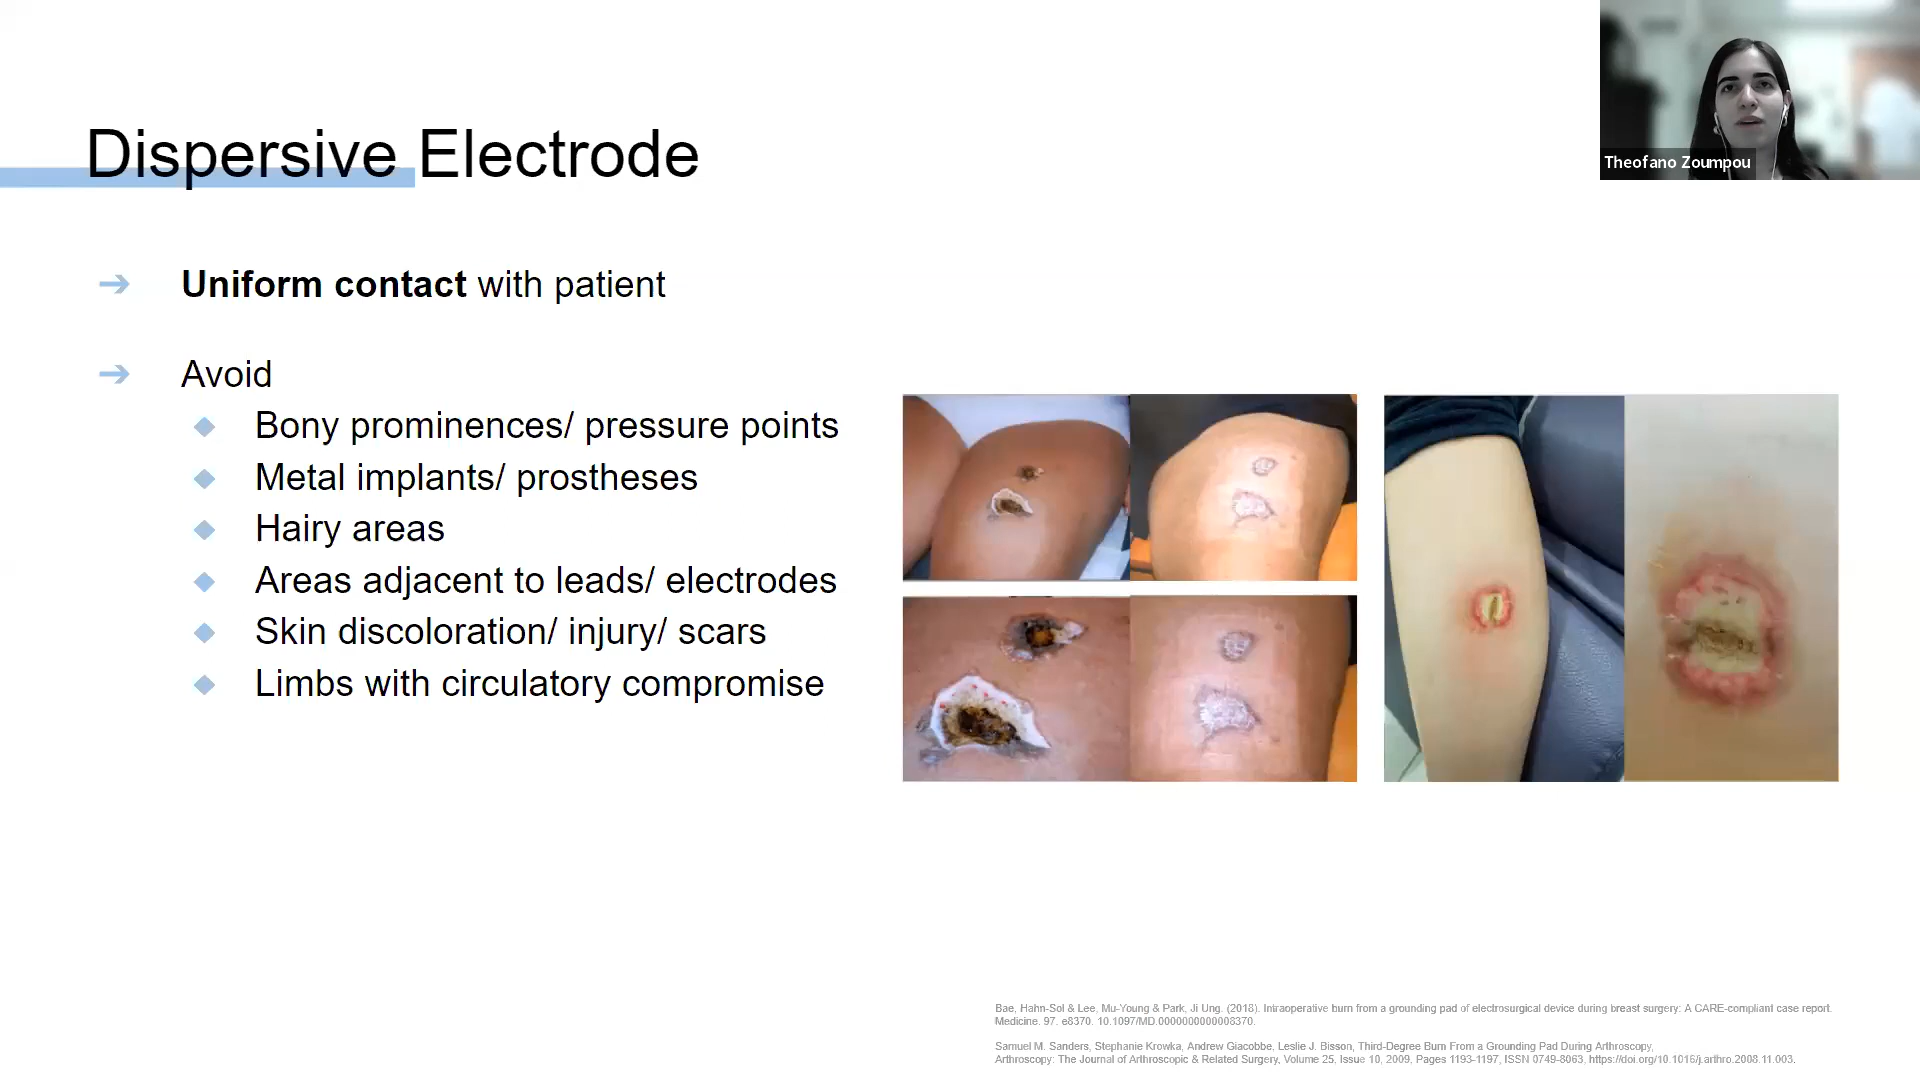 Dispersive Electrode
Theofano Zoumpou
➔ Uniform contact with patient
➔ Avoid
◆ Bony prominences/ pressure points
◆ Metal implants/ prostheses
◆ Hairy areas
◆ Areas adjacent to leads/ electrodes
◆ Skin discoloration/ injury/ scars
◆ Limbs with circulatory compromise
Bae, Hahn-Sol & Lee, Mu-Young & Park, Ji Ung. (2018). Intraoperative burn from a grounding pad of electrosurgical device during breast surgery: A CARE-compliant case report.
Medicine. 97. e8370. 10.1097/MD.0000000000008370.
Samuel M. Sanders, Stephanie Krowka, Andrew Giacobbe, Leslie J. Bisson, Third-Degree Burn From a Grounding Pad During Arthroscopy,
Arthroscopy: The Journal of Arthroscopic & Related Surgery, Volume 25, Issue 10, 2009, Pages 1193-1197, ISSN 0749-8063, https://doi.org/10.1016/j.arthro.2008.11.003.